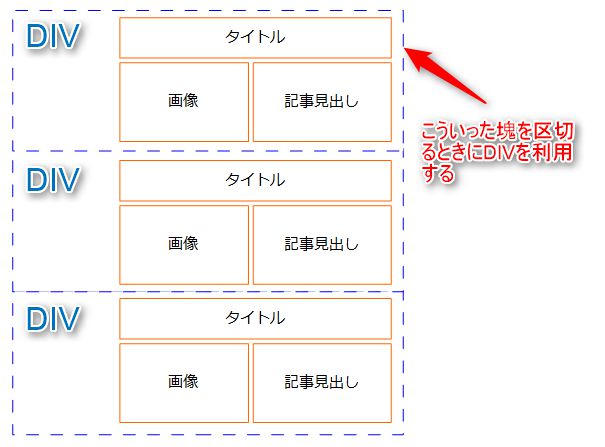 DIV
タイトル
画像
記事見出し
こういった塊を区切
るときにDIVを利用
する
DIV
タイトル
画像
記事見出し
DIV
タイトル
画像
記事見出し